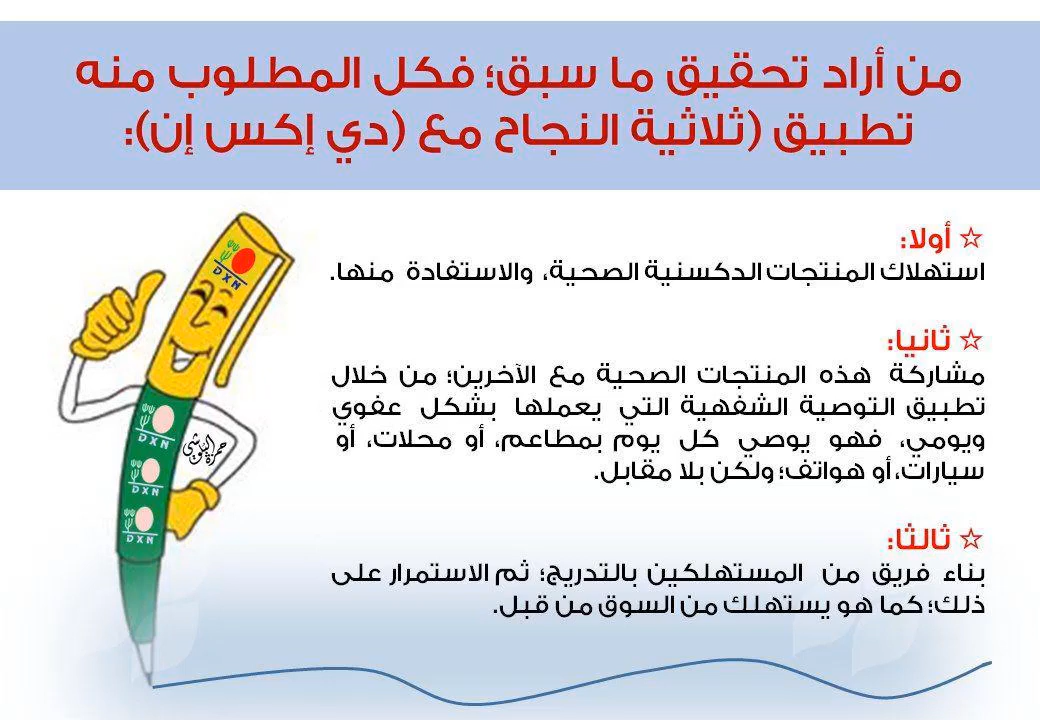 من أراد تحقيق ما سبق؛ فكل المطلوب منه
تطبيق (ثلاثية النجاح مع (دي إكس إن):
☆ أولا:
استهلاك المنتجات الدكسنية الصحية، والاستفادة منها.
☆ ثانيا:
مشاركة هذه المنتجات الصحية مع الآخرين؛ من خلال
تطبيق التوصية الشفهية التي يعملها بشكل عفوي
ويومي، فهو يوصي كل يوم بمطاعم، أو محلات، أو
سيارات، أو هواتف؛ ولكن بلا مقابل.
☆ ثالثا:
بناء فريق من المستهلكين بالتدريج؛ ثم الاستمرار على
ذلك؛ كما هو يستهلك من السوق من قبل.
DXN
DXN
DXN
DXN
حمزة البلوشي